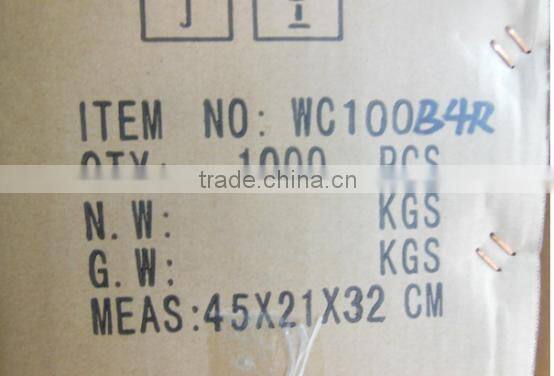 ITEM NO: WC100B4R
QTY: 1000 PCS
trade.china.cn
N.W: KGS
G.W: KGS
MEAS:45X21X32 CM